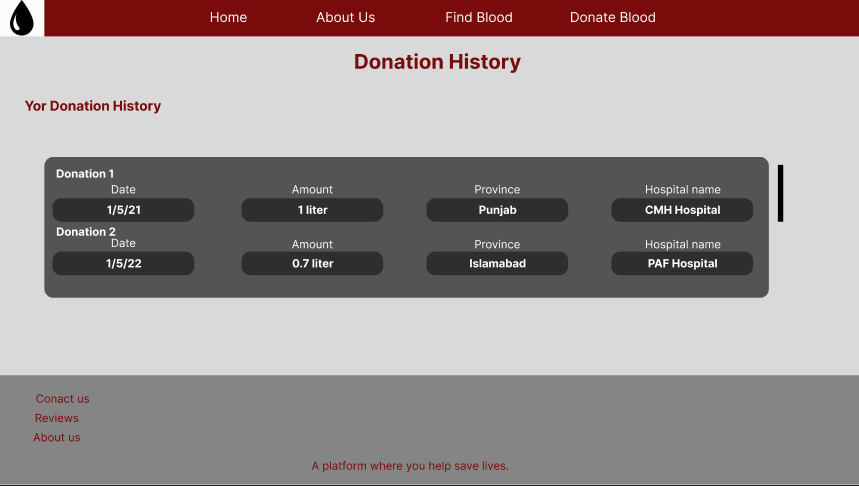 Home About Us Find Blood Donate Blood
Donation History
Yor Donation History
Donation 1
Date Amount Province Hospital name
1/5/21 1 liter Punjab CMH Hospital
Donation 2
Date Amount Province Hospital name
1/5/22 0.7 liter Islamabad PAF Hospital
Conact us
Reviews
About us
A platform where you help save lives.